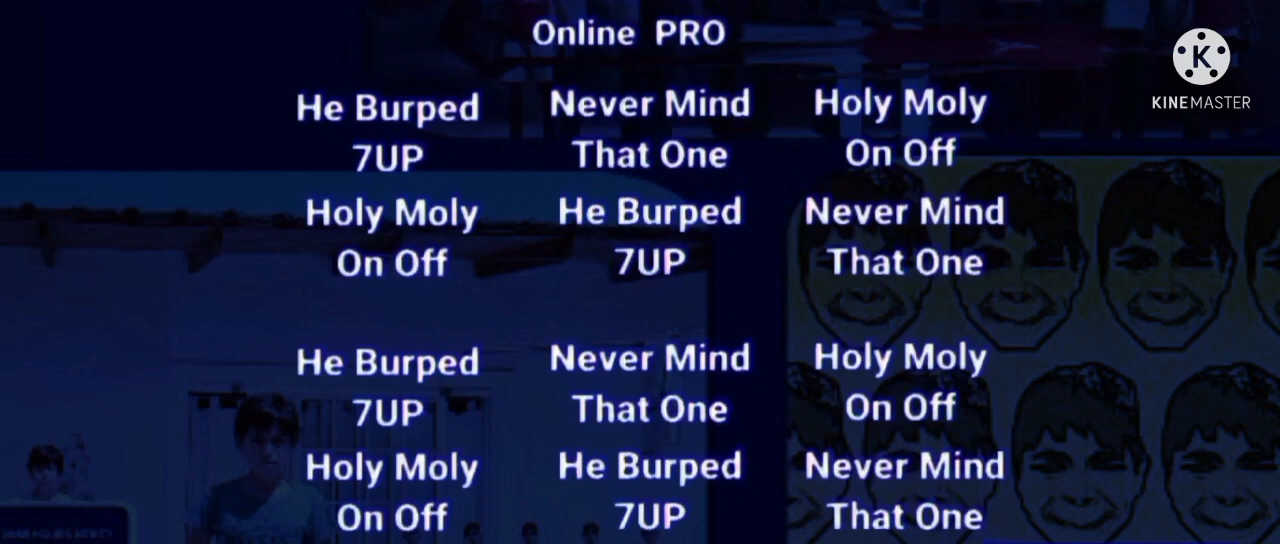 Online PRO
K
KINEMASTER
He Burped Never Mind Holy Moly
7UP That One On Off
Holy Moly He Burped Never Mind
On Off 7UP That One
He Burped Never Mind Holy Moly
7UP That One On Off
Holy Moly He Burped Never Mind
On Off 7UP That One